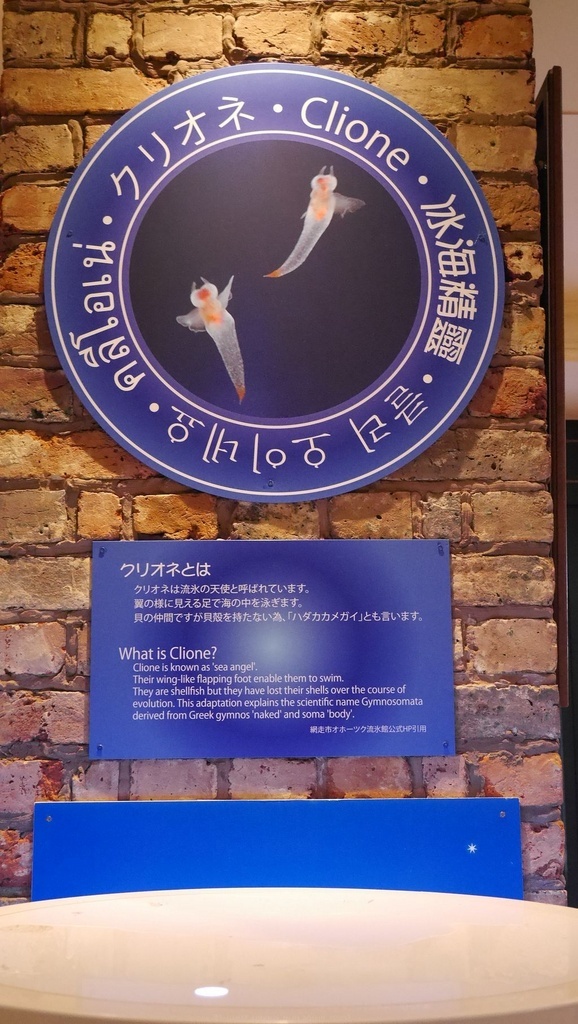 クリオネ・Clione・冰海精靈・클리오네요・คลิโอเน่・
クリオネとは
クリオネは流氷の天使と呼ばれています。
翼の様に見える足で海の中を泳ぎます。
貝の仲間ですが貝殻を持たない為、「ハダカカメガイ」とも言います。
What is Clione?
Clione is known as 'sea angel'.
Their wing-like flapping foot enable them to swim.
They are shellfish but they have lost their shells over the course of
evolution. This adaptation explains the scientific name Gymnosomata
derived from Greek gymnos 'naked' and soma 'body'.
網走市オホーツク流氷館公式HP引用